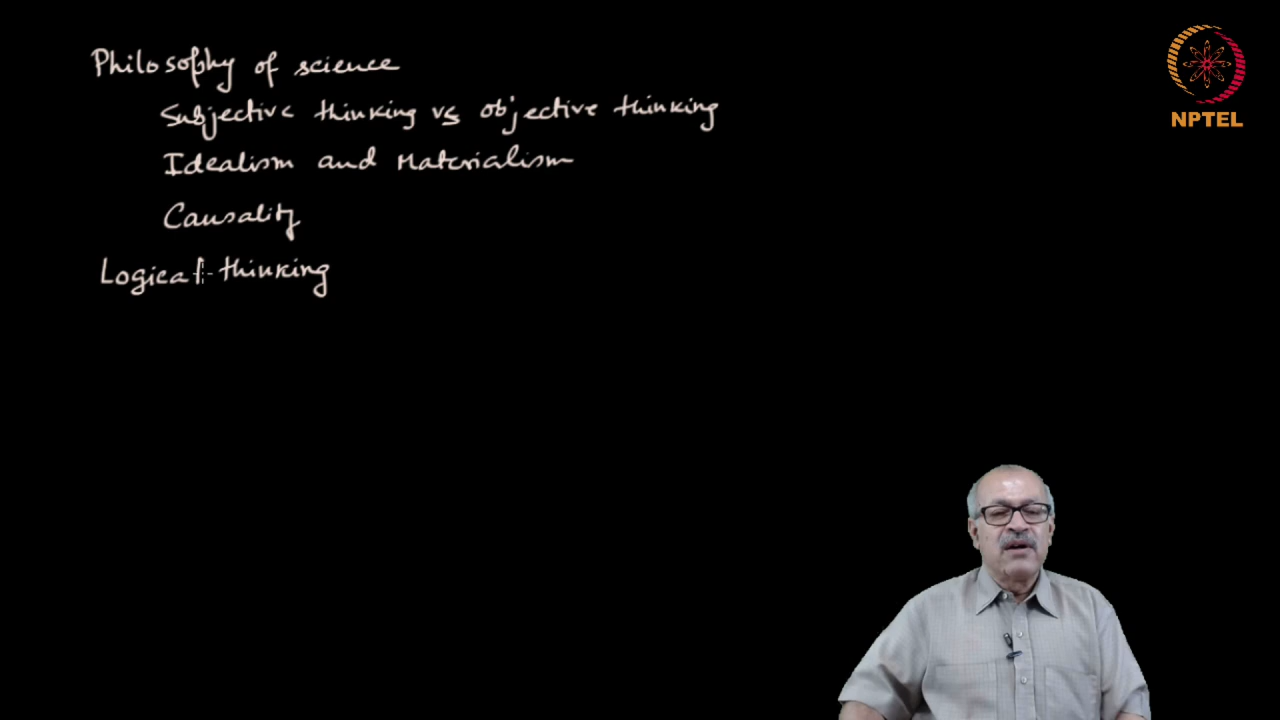 Philosophy of science
NPTEL
Subjective thinking vs objective thinking
Idealism and Materialism
Causality
Logical thinking